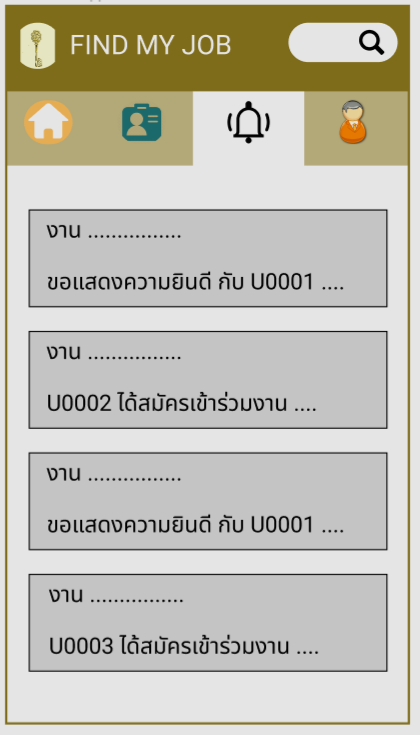 FIND MY JOB
งาน ................
ขอแสดงความยินดี กับ U0001 ....
งาน ................
U0002 ได้สมัครเข้าร่วมงาน ....
งาน ................
ขอแสดงความยินดี กับ U0001 ....
งาน ................
U0003 ได้สมัครเข้าร่วมงาน ....